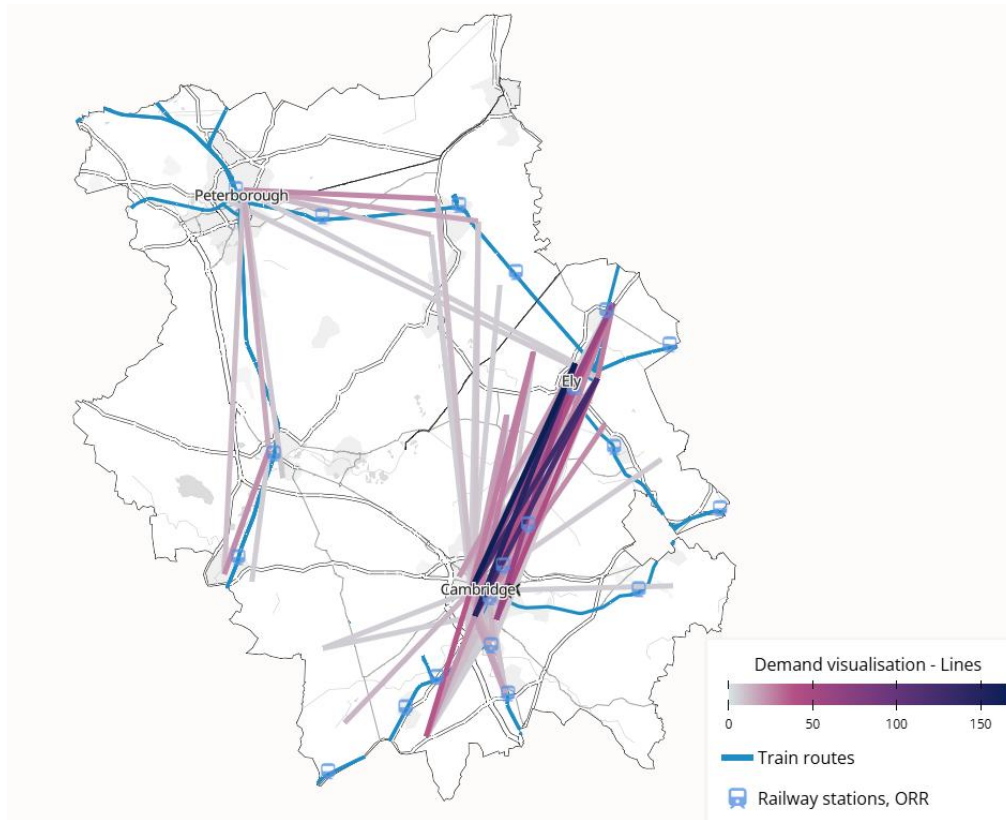 Peterborough
Ely
Cambridge
Demand visualisation - Lines
0 50 100 150
Train routes
Railway stations, ORR